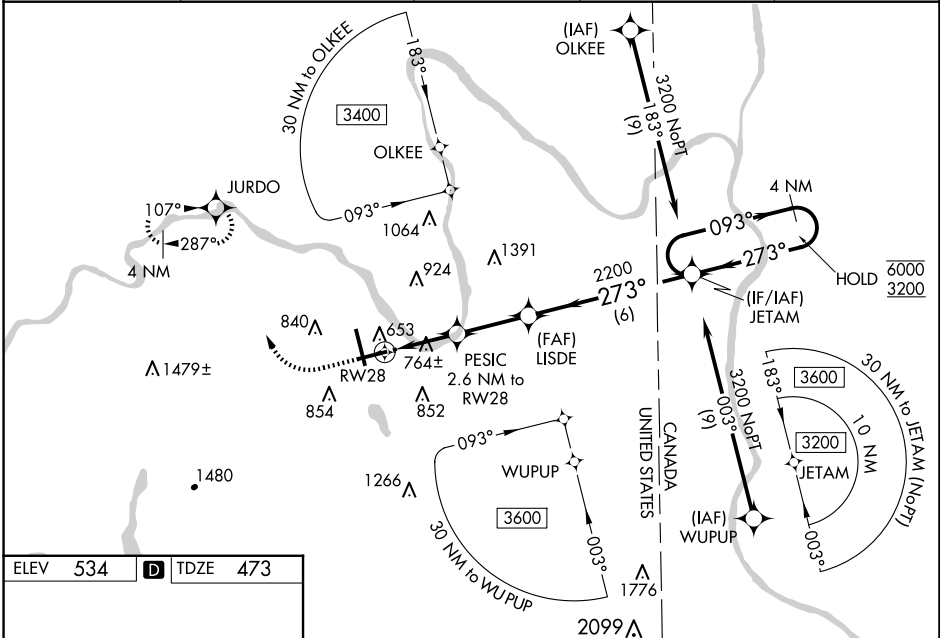 (IAF)
OLKEE
30 NM to OLKEE
183°
3400
OLKEE
093°
3200 NoPT
183°
(9)
JURDO
107°
287°
4 NM
1064
924
1391
4 NM
093°
273°
HOLD
6000
3200
2200
273°
(6)
(IF/IAF)
JETAM
840
653
764±
RW28
PESIC
2.6 NM to
RW28
(FAF)
LISDE
1479±
854
852
3200 NoPT
003°
(9)
30 NM to JETAM (NoPT)
183°
3600
10 NM
3200
JETAM
003°
CANADA
UNITED STATES
093°
WUPUP
3600
003°
30 NM to WUPUP
1480
1266
(IAF)
WUPUP
1776
2099
ELEV 534 D TDZE 473